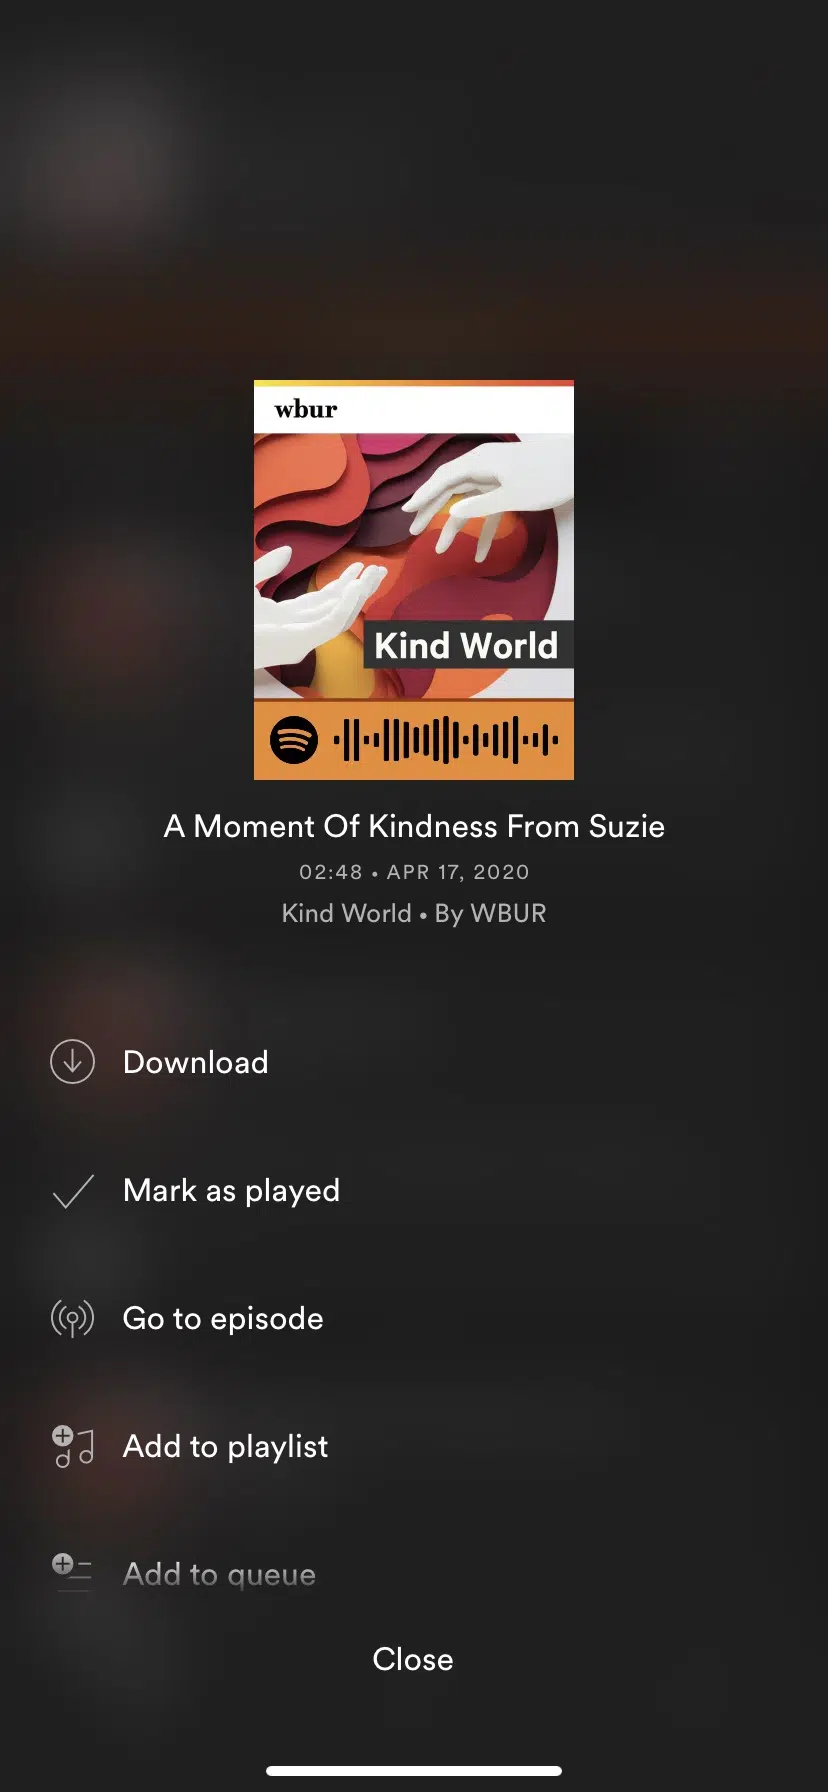 wbur
Kind World
A Moment Of Kindness From Suzie
02:48 • APR 17, 2020
Kind World • By WBUR
Download
Mark as played
Go to episode
Add to playlist
Add to queue
Close